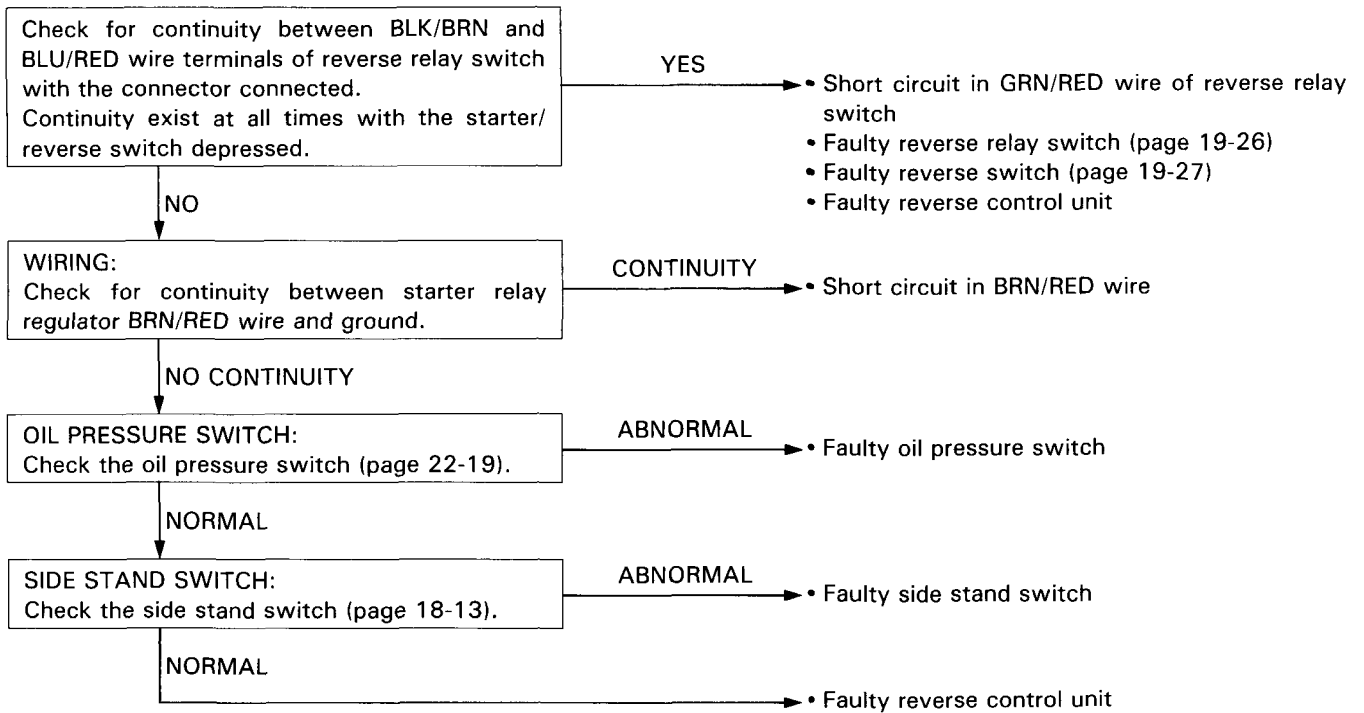 Check for continuity between BLK/BRN and
BLU/RED wire terminals of reverse relay switch
with the connector connected.
Continuity exist at all times with the starter/
reverse switch depressed.
YES
• Short circuit in GRN/RED wire of reverse relay
switch
• Faulty reverse relay switch (page 19-26)
• Faulty reverse switch (page 19-27)
• Faulty reverse control unit
NO
WIRING:
Check for continuity between starter relay
regulator BRN/RED wire and ground.
CONTINUITY
• Short circuit in BRN/RED wire
NO CONTINUITY
OIL PRESSURE SWITCH:
Check the oil pressure switch (page 22-19).
ABNORMAL
• Faulty oil pressure switch
NORMAL
SIDE STAND SWITCH:
Check the side stand switch (page 18-13).
ABNORMAL
• Faulty side stand switch
NORMAL
• Faulty reverse control unit